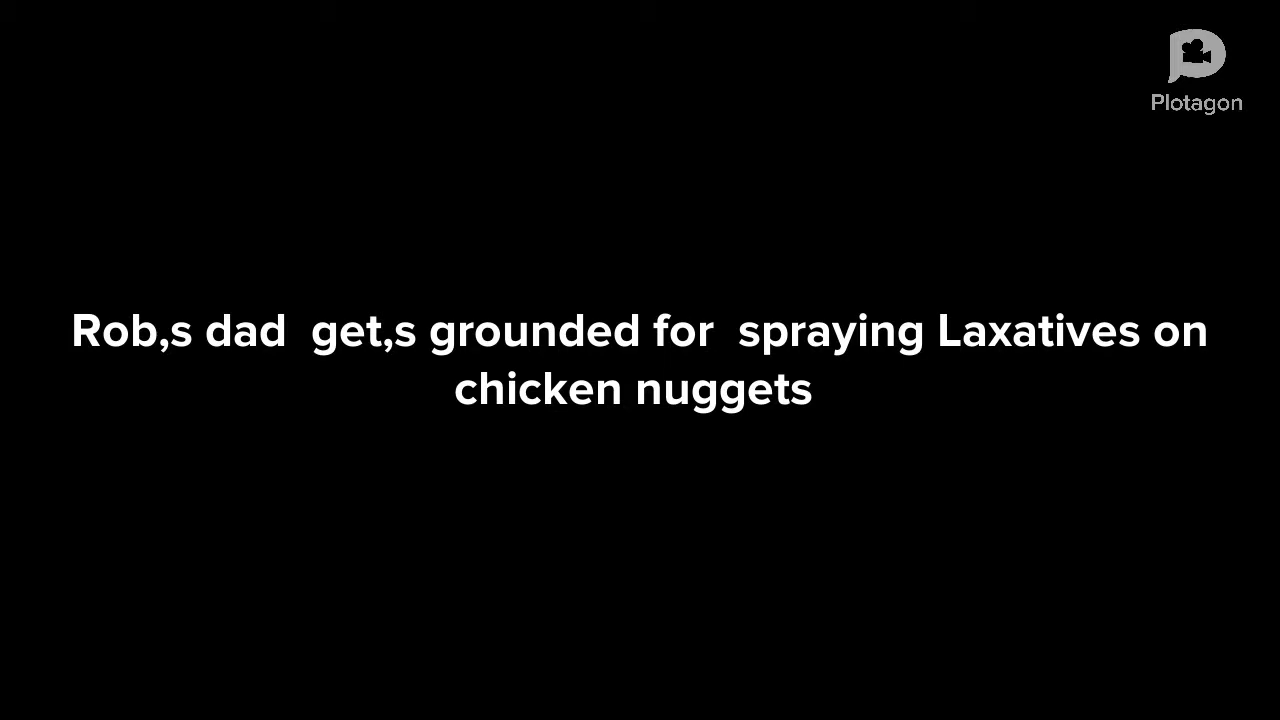 Plotagon
Rob,s dad  get,s grounded for  spraying Laxatives on
chicken nuggets